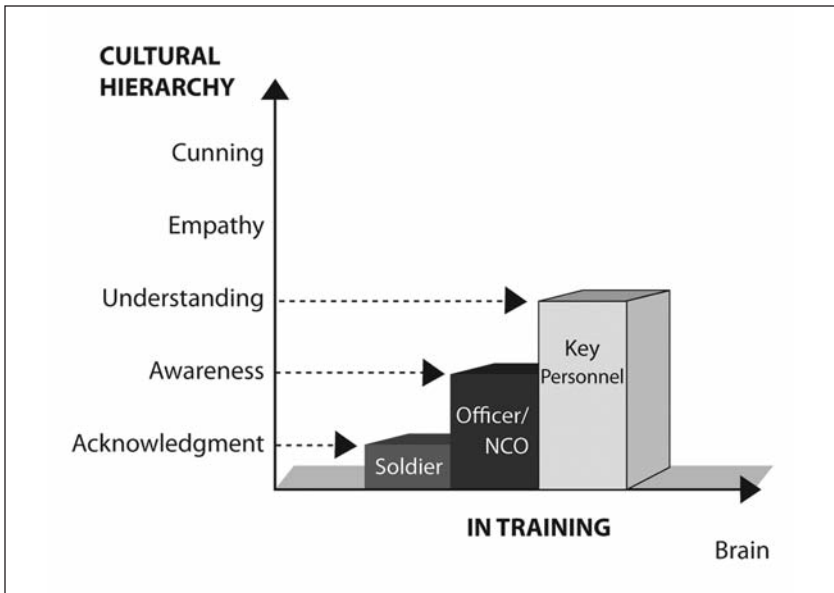 CULTURAL
HIERARCHY
Cunning
Empathy
Understanding
Awareness
Acknowledgment
Key
Personnel
Officer/
NCO
Soldier
IN TRAINING
Brain